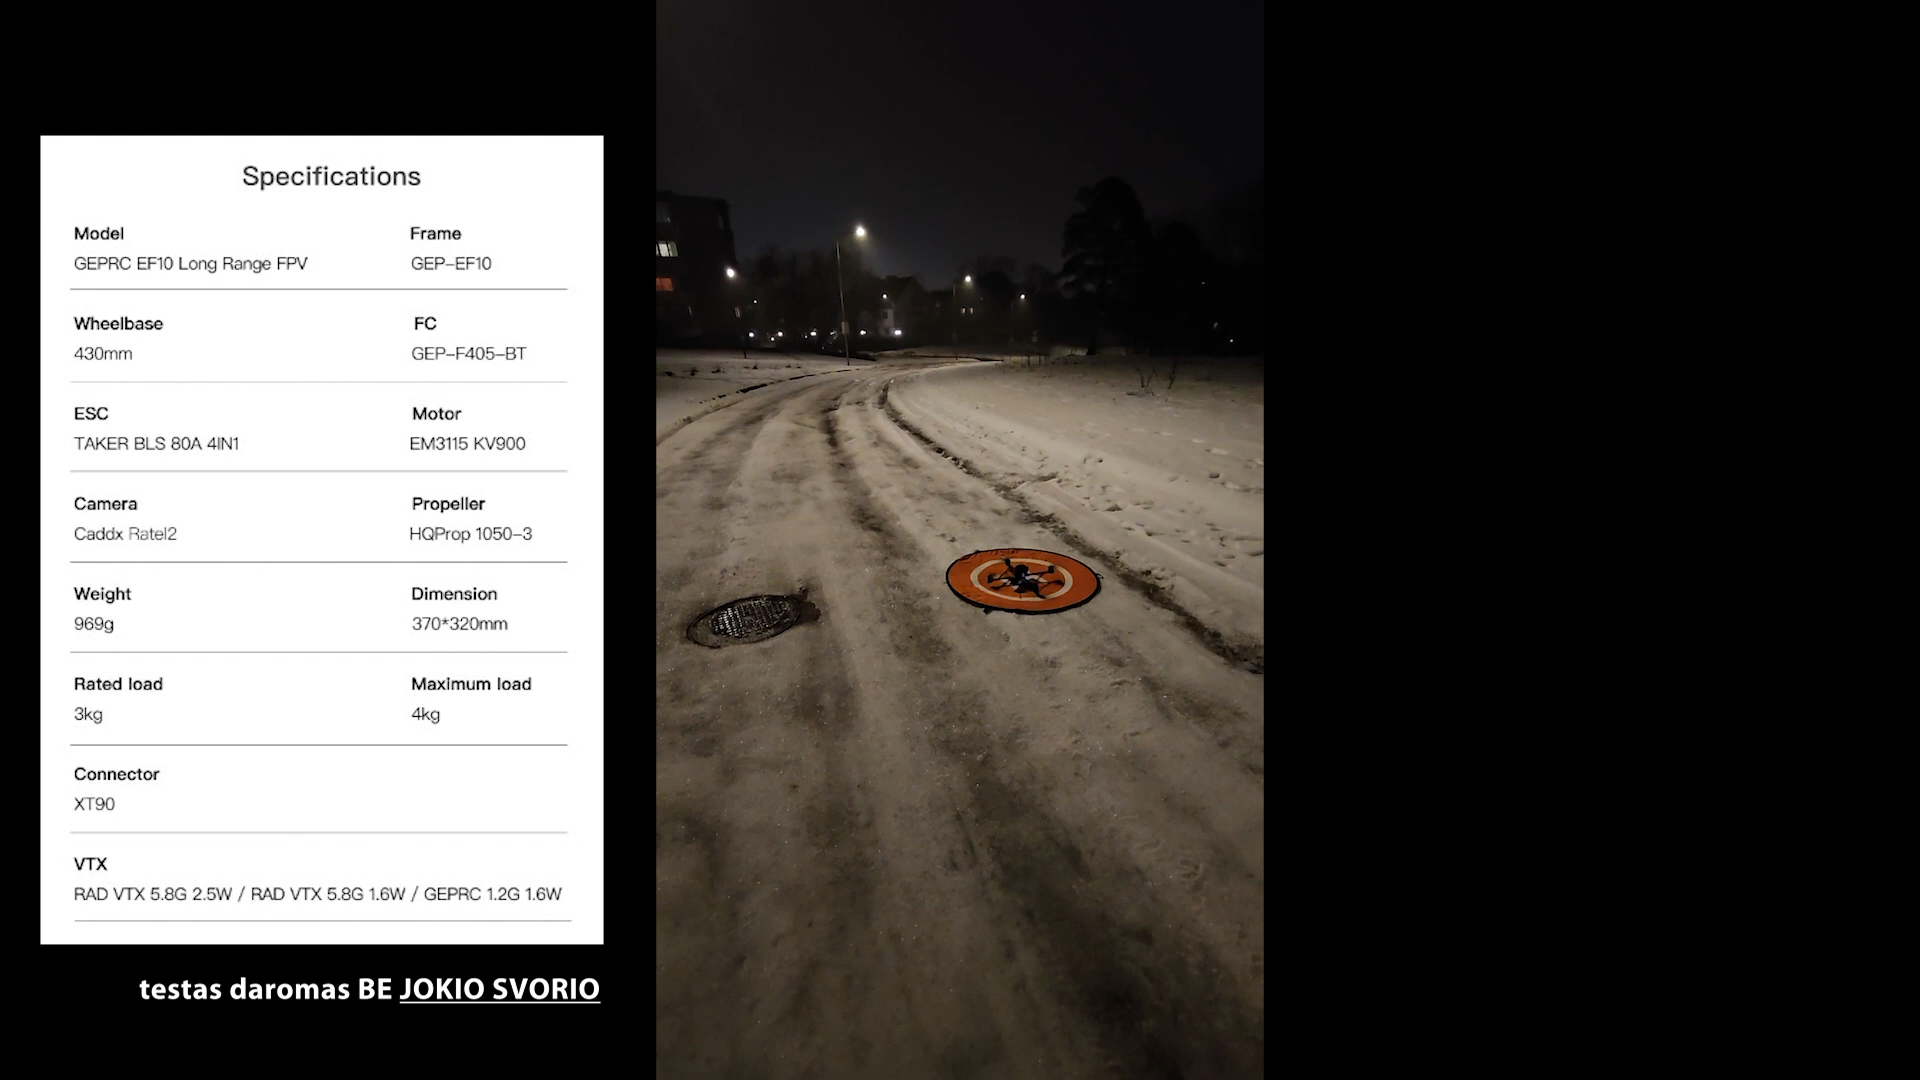 Specifications
Model Frame
GEPRC EF10 Long Range FPV GEP-EF10
Wheelbase FC
430mm GEP-F405-BT
ESC Motor
TAKER BLS 80A 4IN1 EM3115 KV900
Camera Propeller
Caddx Ratel2 HQProp 1050-3
Weight Dimension
969g 370*320mm
Rated load Maximum load
3kg 4kg
Connector
XT90
VTX
RAD VTX 5.8G 2.5W / RAD VTX 5.8G 1.6W / GEPRC 1.2G 1.6W
testas daromas BE JOKIO SVORIO